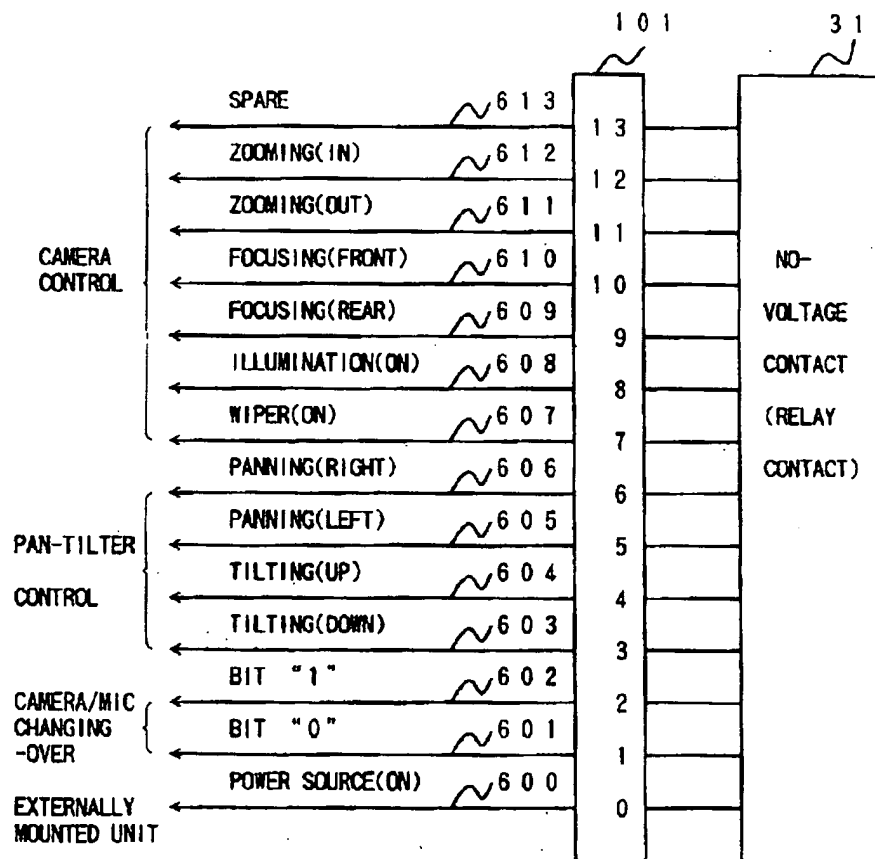 101 31
SPARE 613 13
ZOOMING(IN) 612 12
ZOOMING(OUT) 611 11
CAMERA CONTROL
FOCUSING(FRONT) 610 10
FOCUSING(REAR) 609 9
ILLUMINATION(ON) 608 8
WIPER(ON) 607 7
PANNING(RIGHT) 606 6
NO-
VOLTAGE
CONTACT
(RELAY
CONTACT)
PAN-TILTER
CONTROL
PANNING(LEFT) 605 5
TILTING(UP) 604 4
TILTING(DOWN) 603 3
CAMERA/MIC
CHANGING
-OVER
BIT "1" 602 2
BIT "0" 601 1
EXTERNALLY
MOUNTED UNIT
POWER SOURCE(ON) 600 0